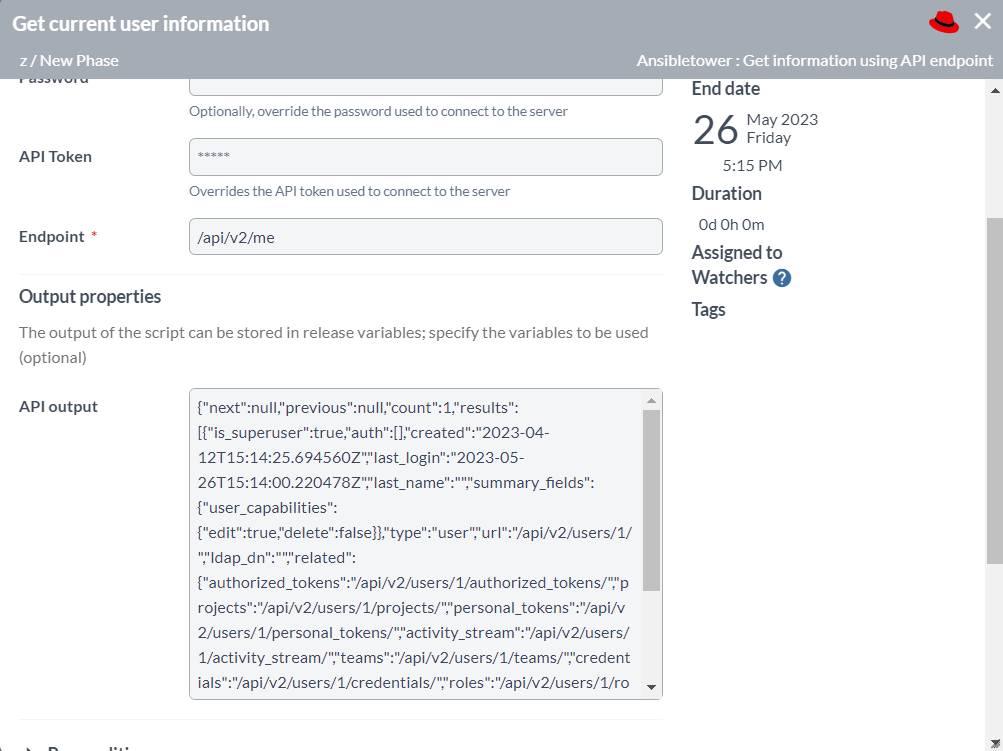 Get current user information
z / New Phase
Ansibletower : Get information using API endpoint
Password
Optionally, override the password used to connect to the server
API Token
*****
Overrides the API token used to connect to the server
Endpoint *
/api/v2/me
Output properties
The output of the script can be stored in release variables; specify the variables to be used
(optional)
API output
{"next":null,"previous":null,"count":1,"results":
[{"is_superuser":true,"auth":[],"created":"2023-04-
12T15:14:25.694560Z","last_login":"2023-05-
26T15:14:00.220478Z","last_name":"","summary_fields":
{"user_capabilities":
{"edit":true,"delete":false}},"type":"user","url":"/api/v2/users/1/
","ldap_dn":"","related":
{"authorized_tokens":"/api/v2/users/1/authorized_tokens/","p
rojects":"/api/v2/users/1/projects/","personal_tokens":"/api/v
2/users/1/personal_tokens/","activity_stream":"/api/v2/users/
1/activity_stream/","teams":"/api/v2/users/1/teams/","credent
ials":"/api/v2/users/1/credentials/","roles":"/api/v2/users/1/ro
End date
26
May 2023
Friday
5:15 PM
Duration
0d 0h 0m
Assigned to
Watchers ?
Tags